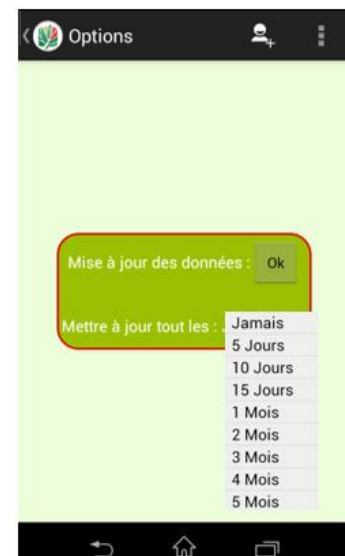 Options
Mise à jour des données : Ok
Mettre à jour tout les : J
Jamais
5 Jours
10 Jours
15 Jours
1 Mois
2 Mois
3 Mois
4 Mois
5 Mois